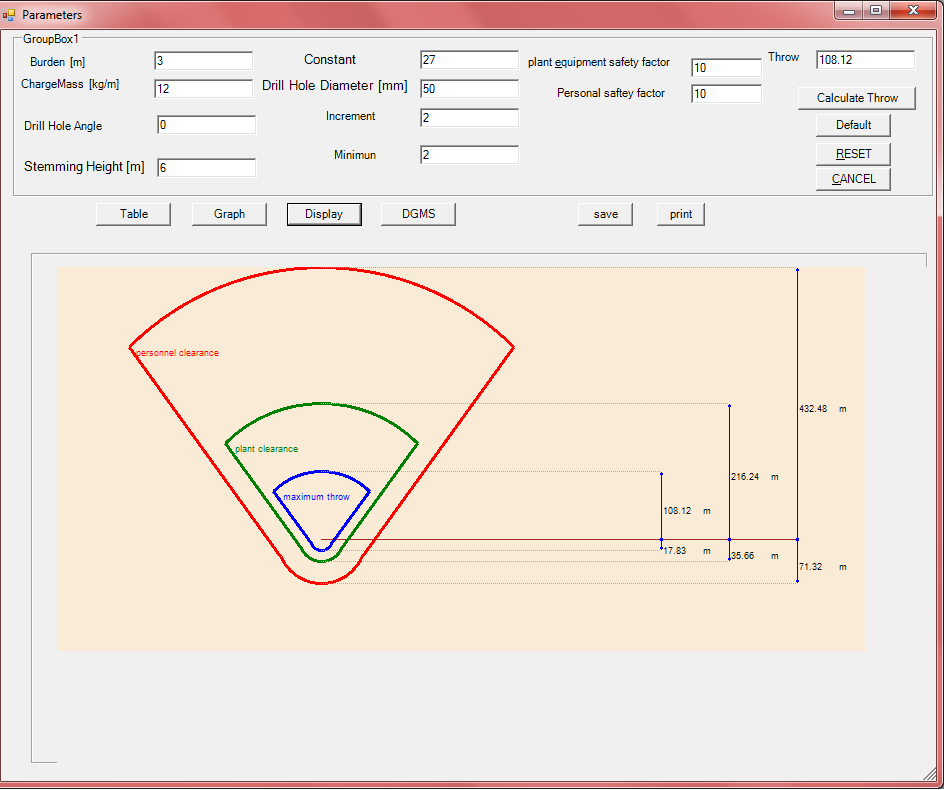 Parameters
GroupBox1
Burden [m] 3
Constant 27
plant equipment safety factor 10
Throw 108.12
ChargeMass [kg/m] 12
Drill Hole Diameter [mm] 50
Personal saftey factor 10
Calculate Throw
Drill Hole Angle 0
Increment 2
Default
Stemming Height [m] 6
Minimun 2
RESET
CANCEL
Table Graph Display DGMS save print
personnel clearance
432.48 m
plant clearance
216.24 m
maximum throw
108.12 m
17.83 m
35.66 m
71.32 m